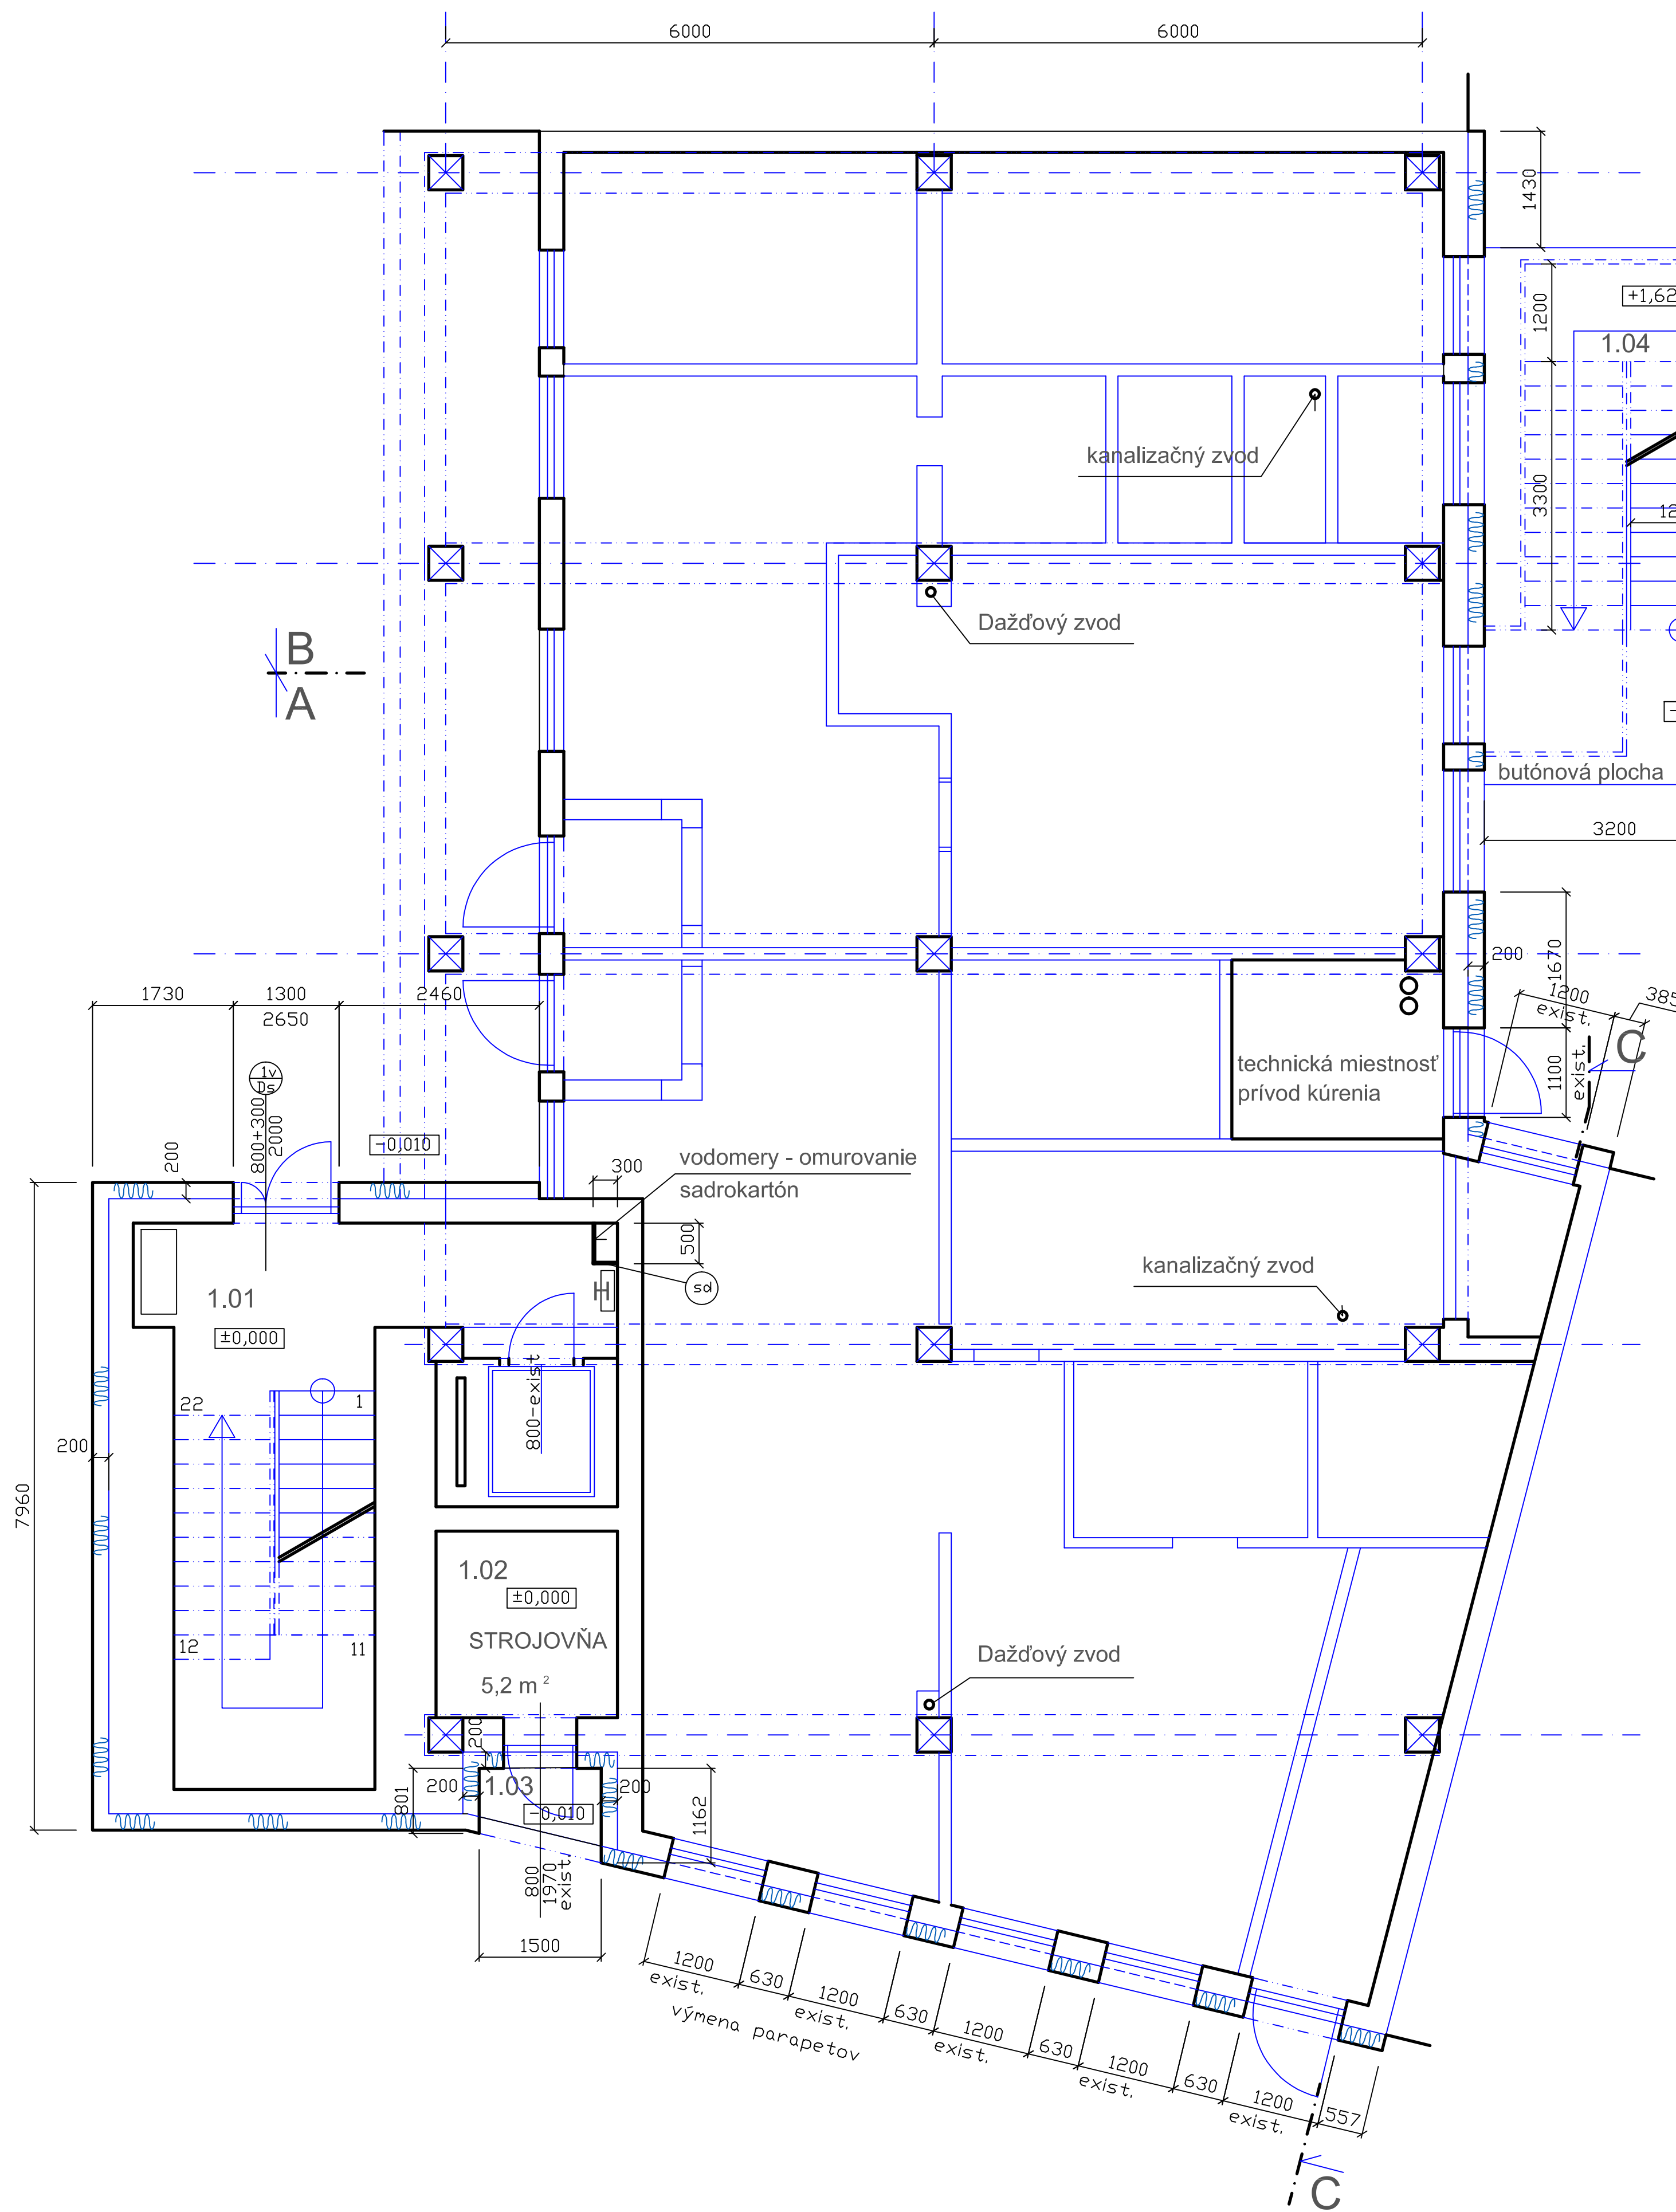 6000
6000
1430
1200
+1,62
1.04
3300
kanalizačný zvod
Dažďový zvod
B
A
butónová plocha
3200
1730
1300
2460
2650
200
1670
1200
exist.
385
1v
Ds
800+300
2000
-0,010
200
technická miestnosť
prívod kúrenia
1100
exist.
C
vodomery - omurovanie
sadrokartón
300
500
sd
H
kanalizačný zvod
1.01
±0,000
800-exist
22
1
200
7960
12
11
1.02
±0,000
STROJOVŇA
5,2 m ²
Dažďový zvod
200
801
200
1.03
200
-0,010
1162
800
1970
exist.
1500
1200
exist.
630
1200
exist.
630
1200
exist.
630
1200
exist.
630
1200
exist.
557
výmena parapetov
C